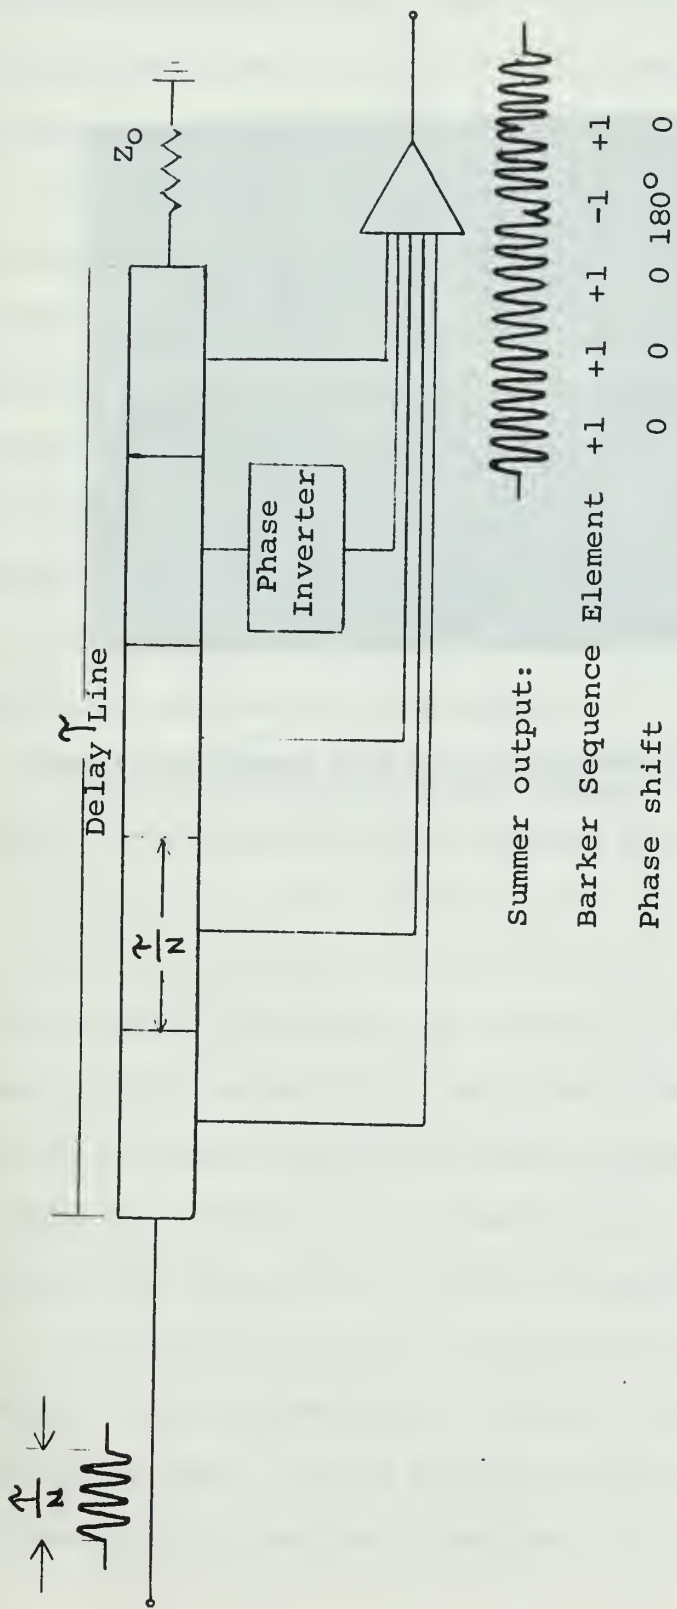 τ/N
Delay τ Line
τ/N
Z₀
Phase
Inverter
Summer output:
Barker Sequence Element +1 +1 +1 -1 +1
Phase shift 0 0 0 180° 0